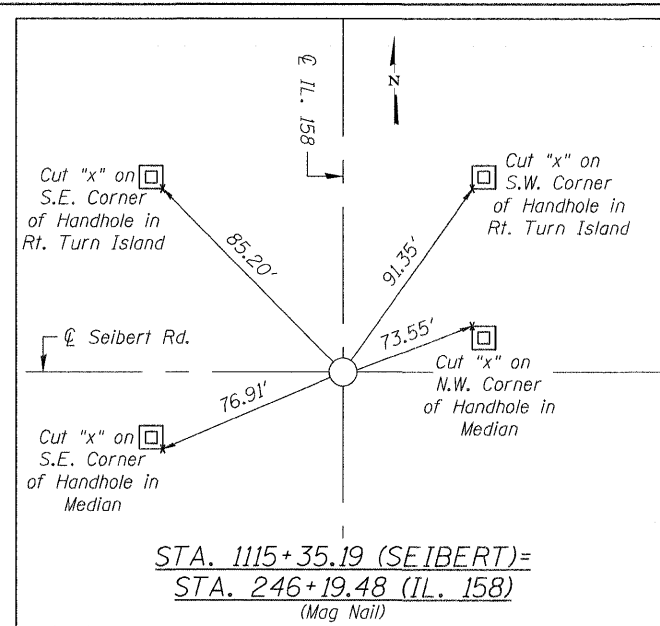 ℄ IL. 158
N
Cut "x" on
S.E. Corner
of Handhole in
Rt. Turn Island
Cut "x" on
S.W. Corner
of Handhole in
Rt. Turn Island
85.20'
91.35'
℄ Seibert Rd.
73.55'
Cut "x" on
N.W. Corner
of Handhole in
Median
76.91'
Cut "x" on
S.E. Corner
of Handhole in
Median
STA. 1115+35.19 (SEIBERT)=
STA. 246+19.48 (IL. 158)
(Mag Nail)